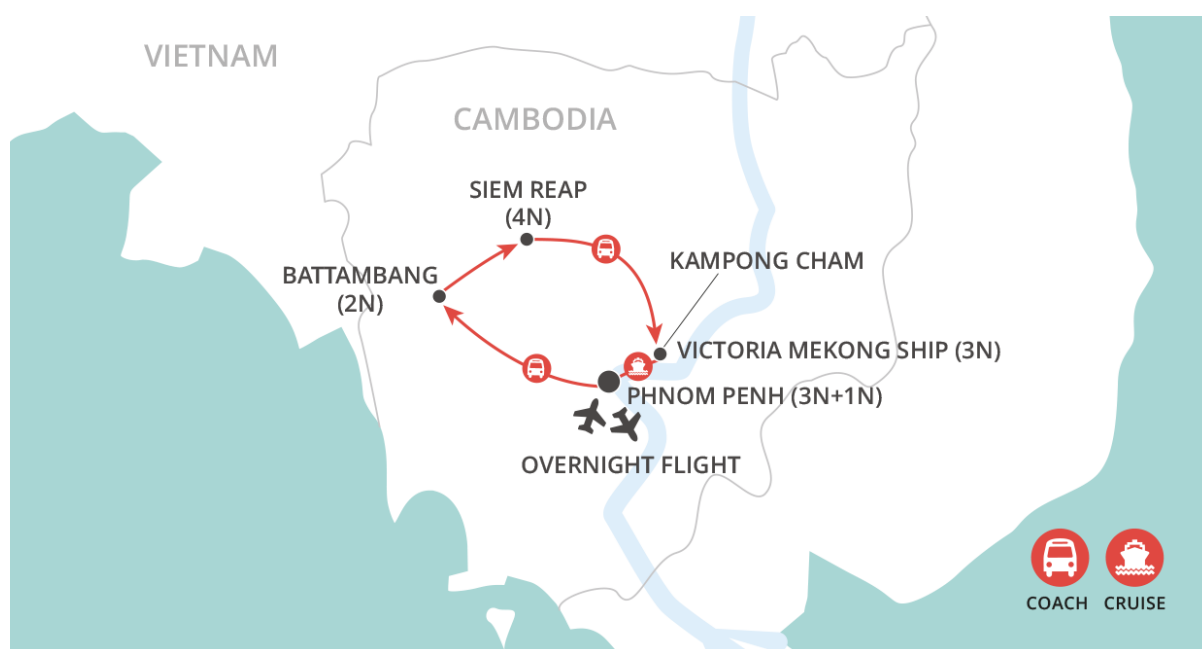 VIETNAM
CAMBODIA
SIEM REAP
(4N)
KAMPONG CHAM
BATTAMBANG
(2N)
VICTORIA MEKONG SHIP (3N)
PHNOM PENH (3N+1N)
OVERNIGHT FLIGHT
COACH
CRUISE